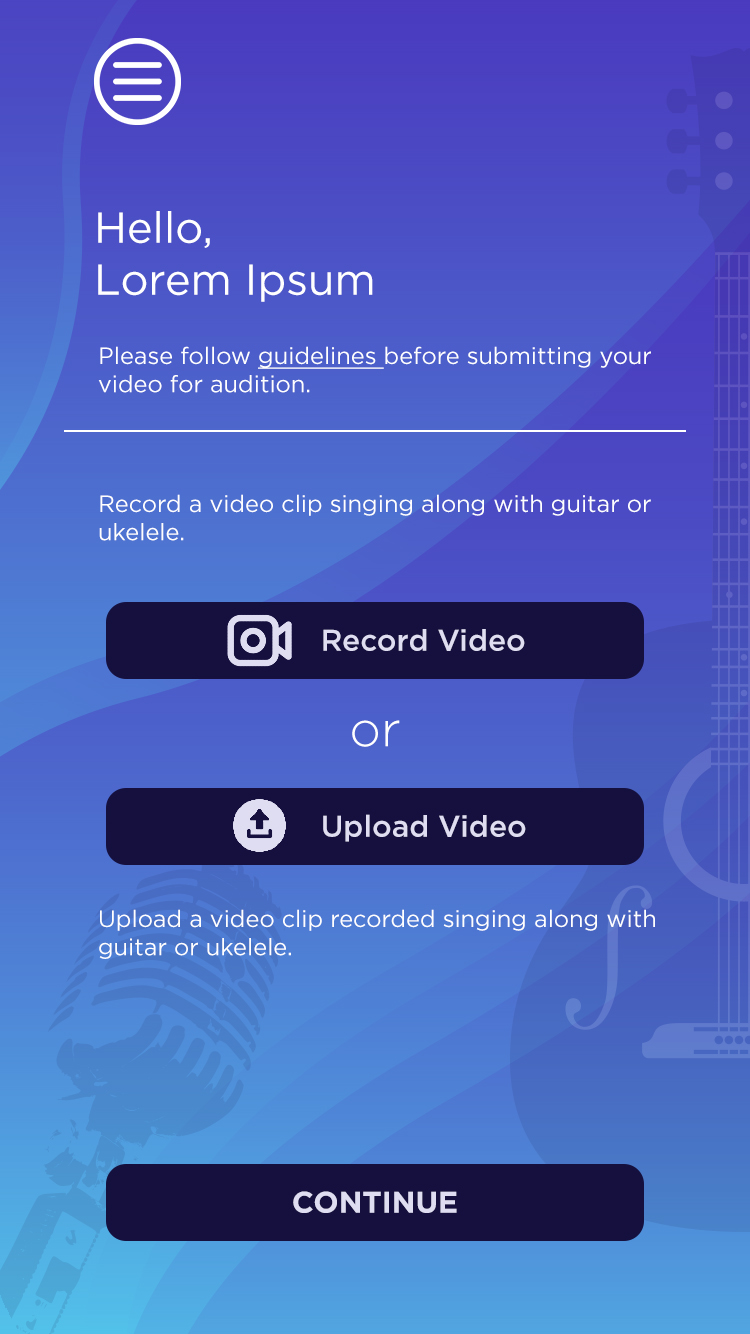 Hello,
Lorem Ipsum
Please follow guidelines before submitting your
video for audition.
Record a video clip singing along with guitar or
ukelele.
Record Video
or
Upload Video
Upload a video clip recorded singing along with
guitar or ukelele.
CONTINUE